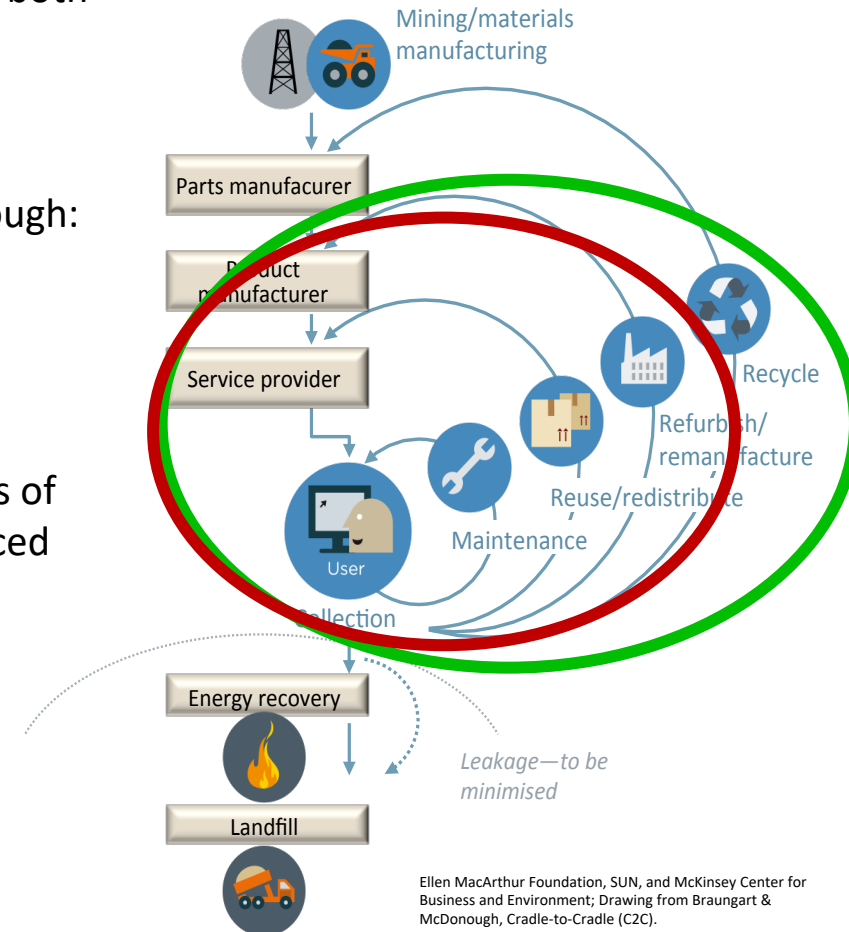 both
Mining/materials
manufacturing
Parts manufacurer
ough:
Product
manufacturer
Service provider
Recycle
Refurbish/
remanufacture
s of
Reuse/redistribute
ced
Maintenance
User
Collection
Energy recovery
Leakage—to be
minimised
Landfill
Ellen MacArthur Foundation, SUN, and McKinsey Center for
Business and Environment; Drawing from Braungart &
McDonough, Cradle-to-Cradle (C2C).